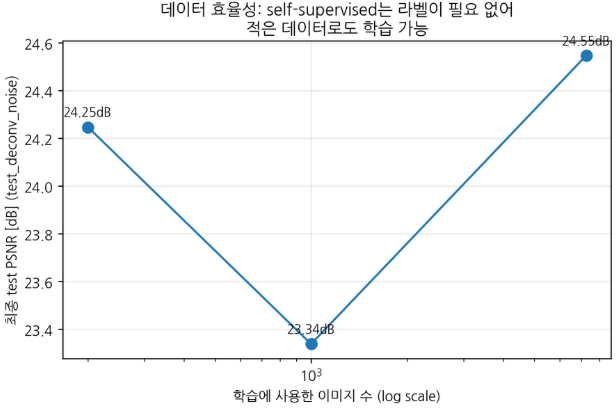 데이터 효율성: self-supervised는 라벨이 필요 없어
적은 데이터로도 학습 가능
최종 test PSNR [dB] (test_deconv_noise)
24.6
24.4
24.2
24.0
23.8
23.6
23.4
24.25dB
23.34dB
24.55dB
10³
학습에 사용한 이미지 수 (log scale)